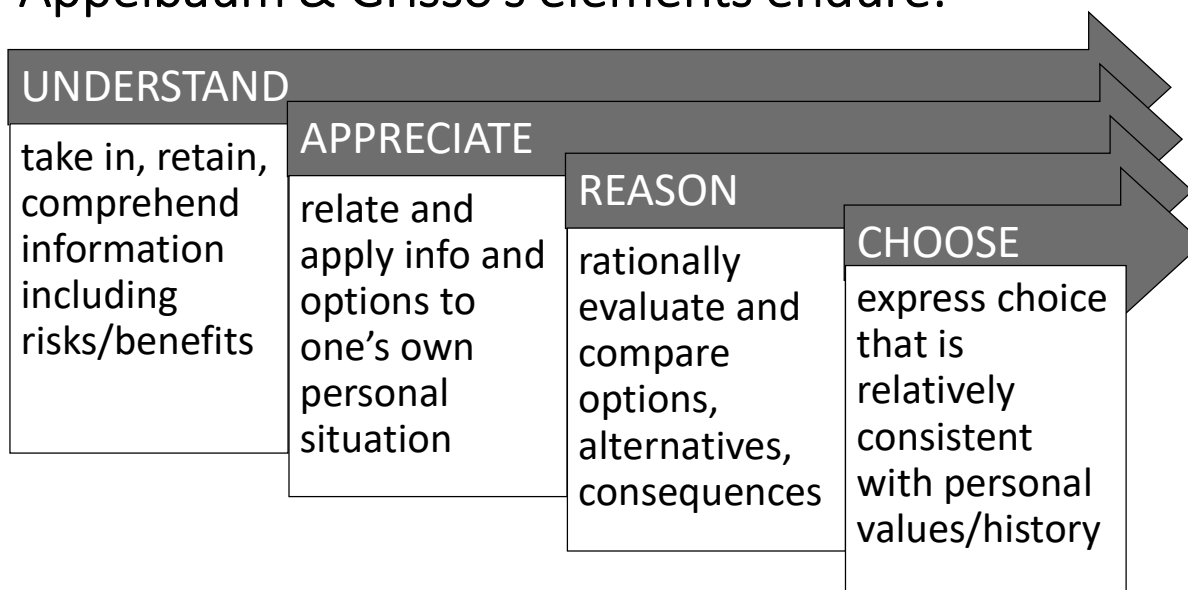 Appelbaum & Grisso's elements endure:
UNDERSTAND
take in, retain,
comprehend
information
including
risks/benefits
APPRECIATE
relate and
apply info and
options to
one's own
personal
situation
REASON
rationally
evaluate and
compare
options,
alternatives,
consequences
CHOOSE
express choice
that is
relatively
consistent
with personal
values/history